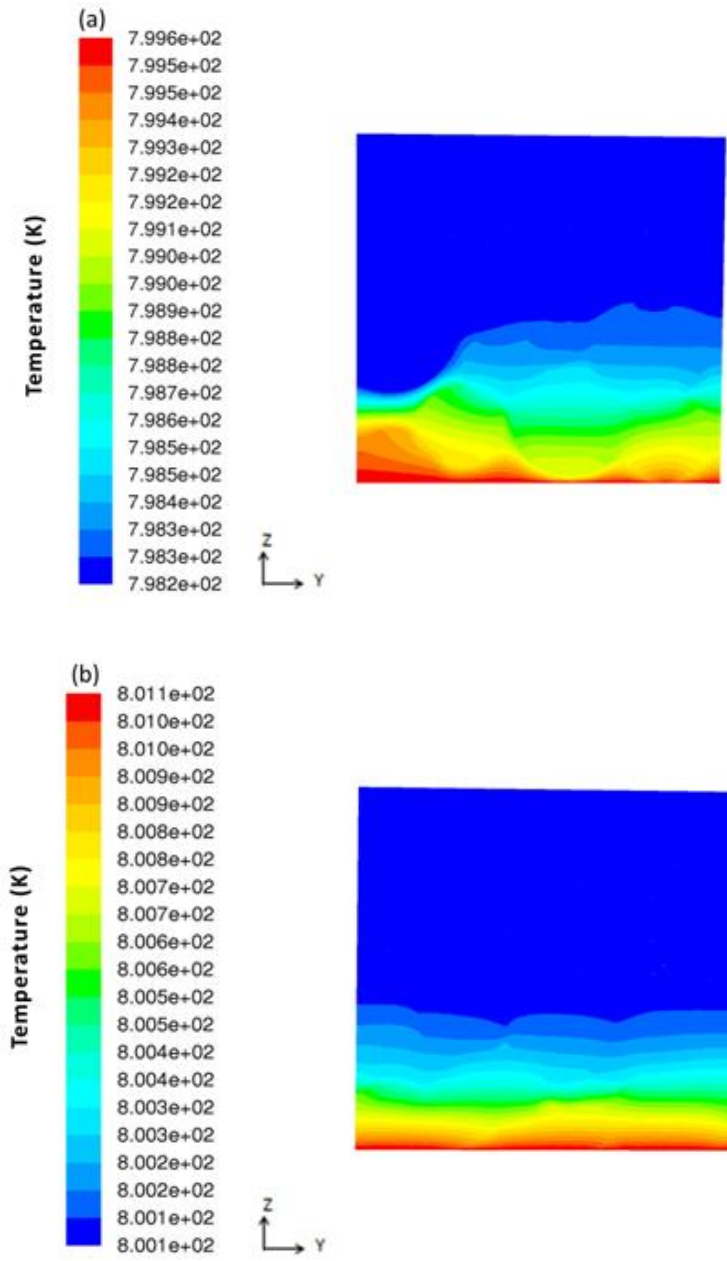 (a)
7.996e+02
7.995e+02
7.995e+02
7.994e+02
7.993e+02
7.992e+02
7.992e+02
7.991e+02
7.990e+02
7.990e+02
7.989e+02
7.988e+02
7.988e+02
7.987e+02
7.986e+02
7.985e+02
7.985e+02
7.984e+02
7.983e+02
7.983e+02
7.982e+02
Temperature (K)
Z
Y
(b)
8.011e+02
8.010e+02
8.010e+02
8.009e+02
8.009e+02
8.008e+02
8.008e+02
8.007e+02
8.007e+02
8.006e+02
8.006e+02
8.005e+02
8.005e+02
8.004e+02
8.004e+02
8.003e+02
8.003e+02
8.002e+02
8.002e+02
8.001e+02
8.001e+02
Temperature (K)
Z
Y